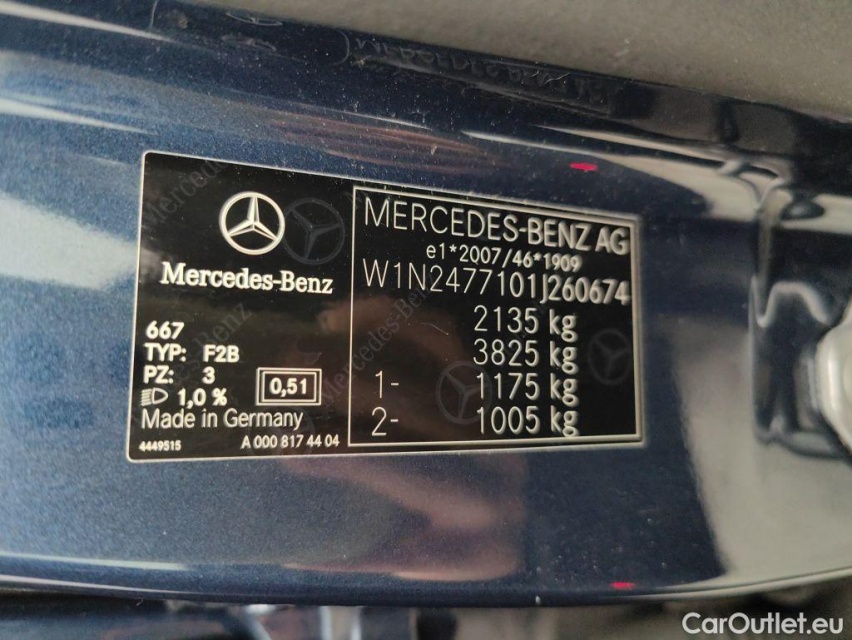 Mercedes-Benz
667
TYP: F2B
PZ: 3
1,0 %
0,51
Made in Germany
4449515
A 000 817 44 04
MERCEDES-BENZ AG
e1*2007/46*1909
W1N2477101J260674
2135 kg
3825 kg
1- 1175 kg
2- 1005 kg
CarOutlet.eu